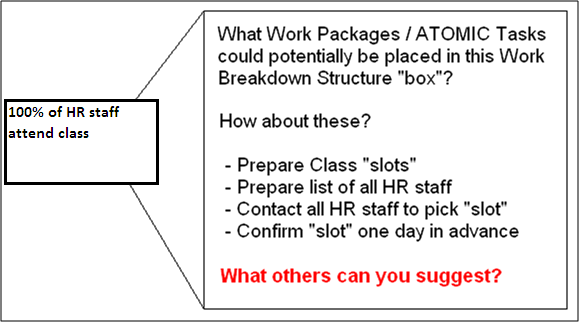 100% of HR staff
attend class
What Work Packages / ATOMIC Tasks
could potentially be placed in this Work
Breakdown Structure "box"?
How about these?
- Prepare Class "slots"
- Prepare list of all HR staff
- Contact all HR staff to pick "slot"
- Confirm "slot" one day in advance
What others can you suggest?